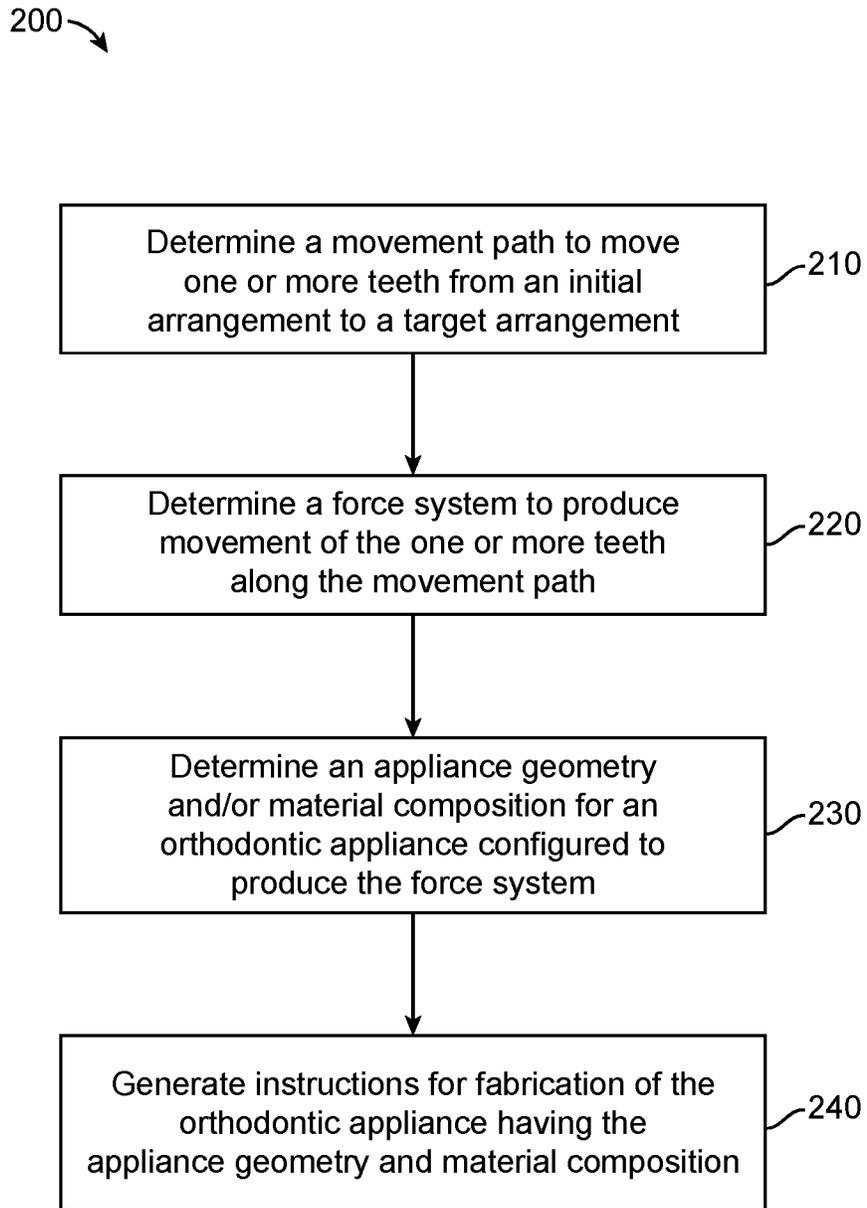 200
Determine a movement path to move
one or more teeth from an initial
arrangement to a target arrangement
210
Determine a force system to produce
movement of the one or more teeth
along the movement path
220
Determine an appliance geometry
and/or material composition for an
orthodontic appliance configured to
produce the force system
230
Generate instructions for fabrication of the
orthodontic appliance having the
appliance geometry and material composition
240